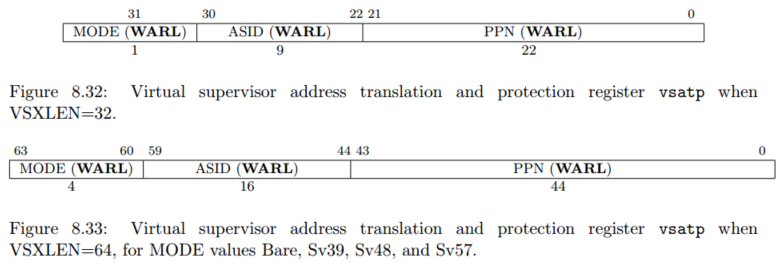 31 30 22 21 0
MODE (WARL) ASID (WARL) PPN (WARL)
1 9 22
Figure 8.32: Virtual supervisor address translation and protection register vsatp when
VSXLEN=32.
63 60 59 44 43 0
MODE (WARL) ASID (WARL) PPN (WARL)
4 16 44
Figure 8.33: Virtual supervisor address translation and protection register vsatp when
VSXLEN=64, for MODE values Bare, Sv39, Sv48, and Sv57.